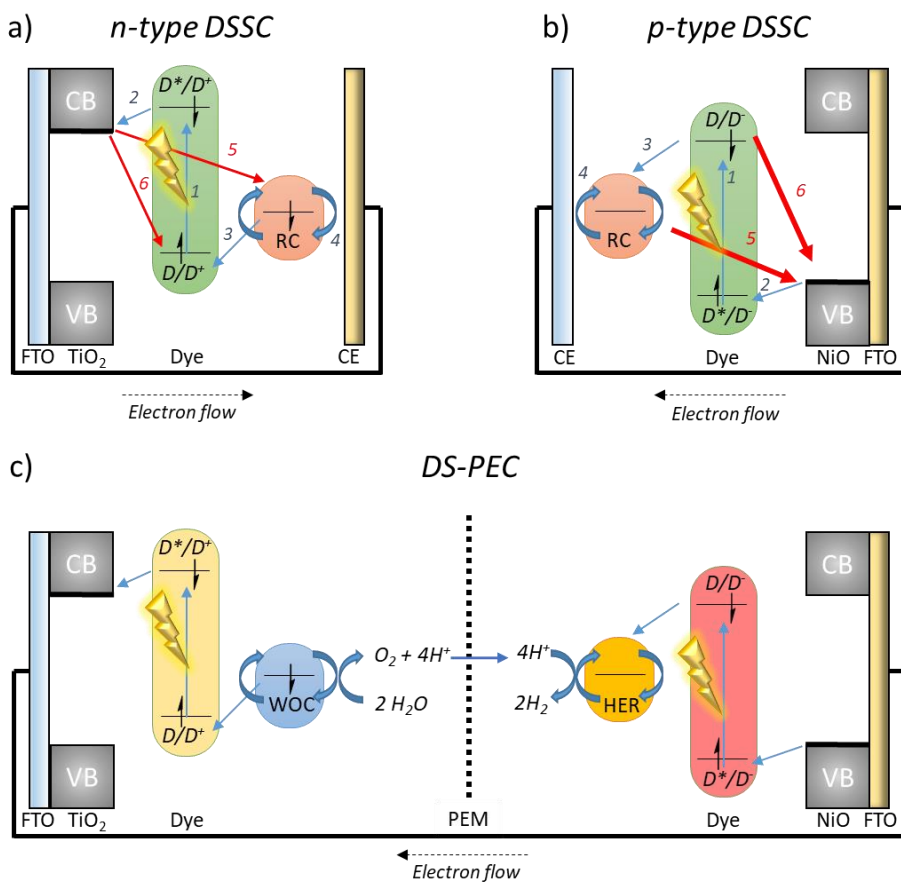 a)
n-type DSSC
CB
D*/D⁺
2
5
6
1
3
4
RC
D/D⁺
VB
FTO TiO₂ Dye CE
Electron flow
b)
p-type DSSC
CB
D/D⁻
3
4
1
6
RC
5
2
D*/D⁻
VB
CE Dye NiO FTO
Electron flow
c)
DS-PEC
CB
D*/D⁺
WOC
O₂ + 4H⁺
2 H₂O
D/D⁺
VB
FTO TiO₂ Dye
PEM
CB
D/D⁻
4H⁺
2H₂
HER
D*/D⁻
VB
Dye NiO FTO
Electron flow